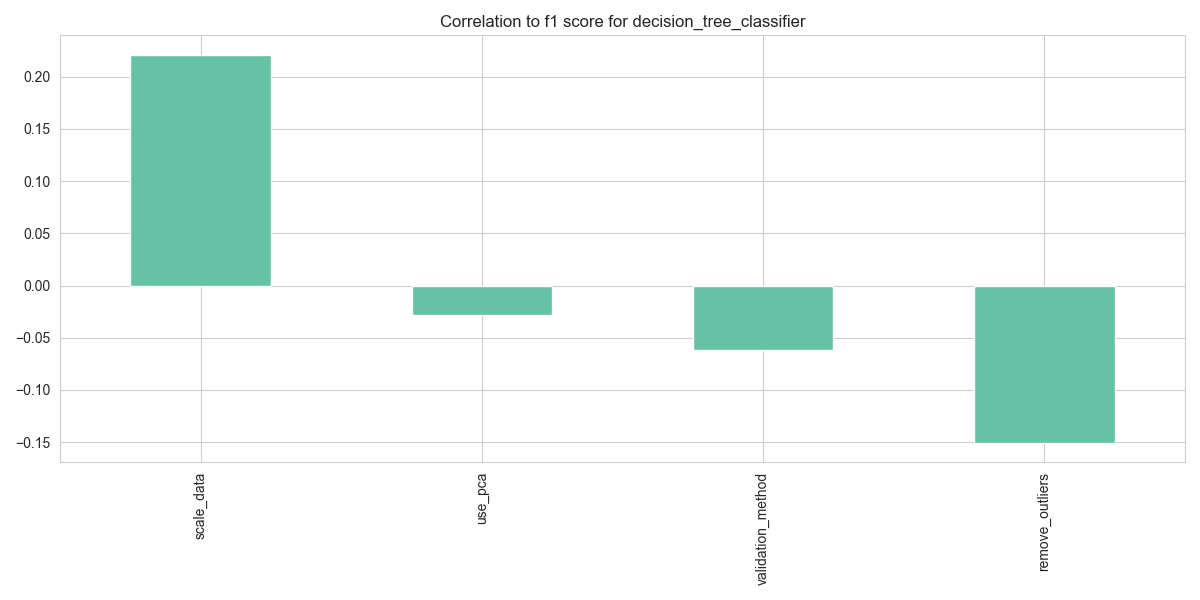 Correlation to f1 score for decision_tree_classifier
0.20
0.15
0.10
0.05
0.00
−0.05
−0.10
−0.15
scale_data
use_pca
validation_method
remove_outliers